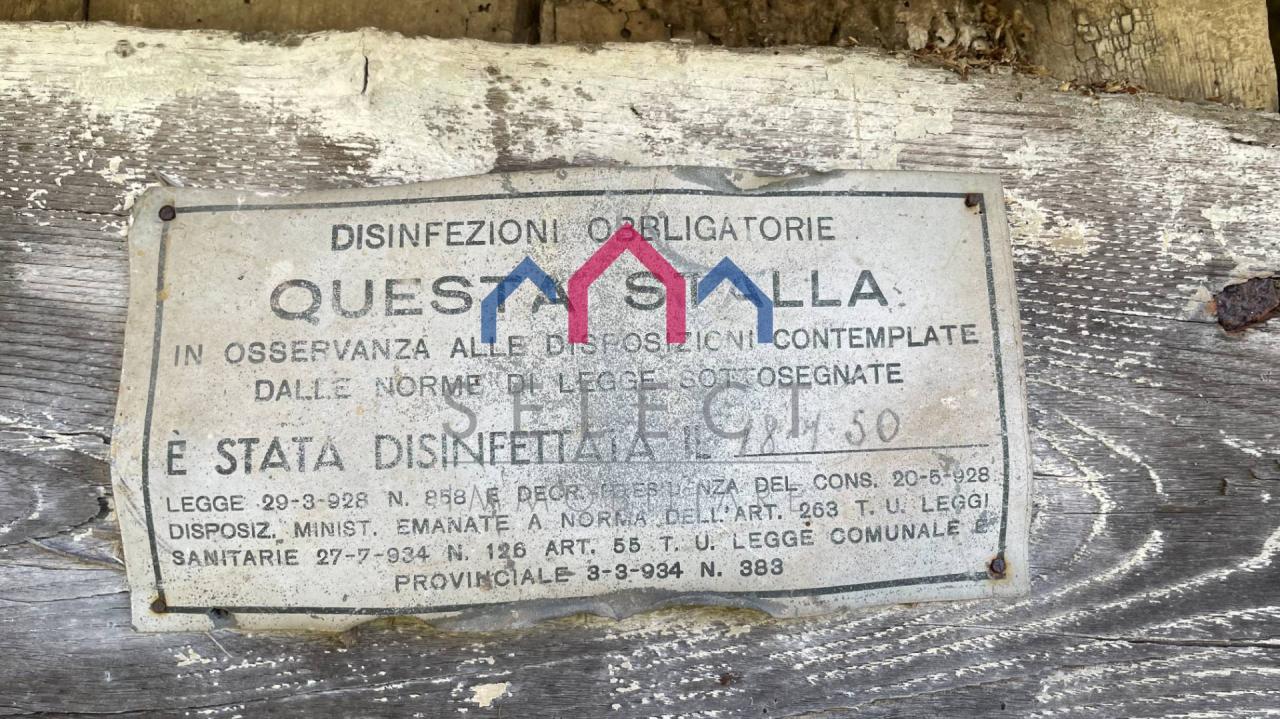 DISINFEZIONI OBBLIGATORIE
QUESTA STALLA
IN OSSERVANZA ALLE DISPOSIZIONI CONTEMPLATE
DALLE NORME DI LEGGE SOTTOSEGNATE
SELECT
È STATA DISINFETTATA IL 50
LEGGE 29-3-928 N. 858 E DECR. PRESIDENZA DEL CONS. 20-5-928
DISPOSIZ. MINIST. EMANATE A NORMA DELL'ART. 263 T. U. LEGGI
SANITARIE 27-7-934 N. 126 ART. 55 T. U. LEGGE COMUNALE E
PROVINCIALE 3-3-934 N. 383